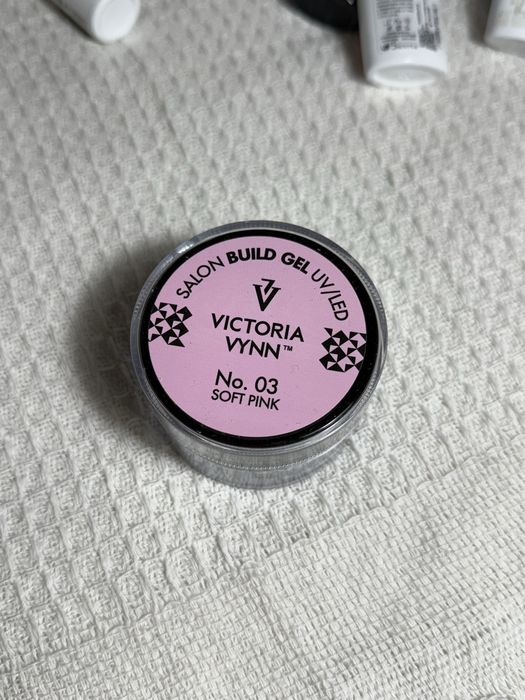 SALON BUILD GEL UV/LED
VICTORIA
VYNN™
No. 03
SOFT PINK